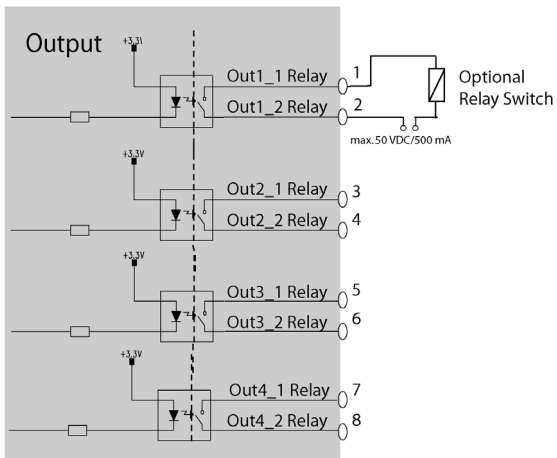 Output
+3.3\
Out1_1 Relay 1
Out1_2 Relay 2
Optional
Relay Switch
max.50 VDC/500 mA
+3.3V
Out2_1 Relay 3
Out2_2 Relay 4
+3.3V
Out3_1 Relay 5
Out3_2 Relay 6
+3.3V
Out4_1 Relay 7
Out4_2 Relay 8